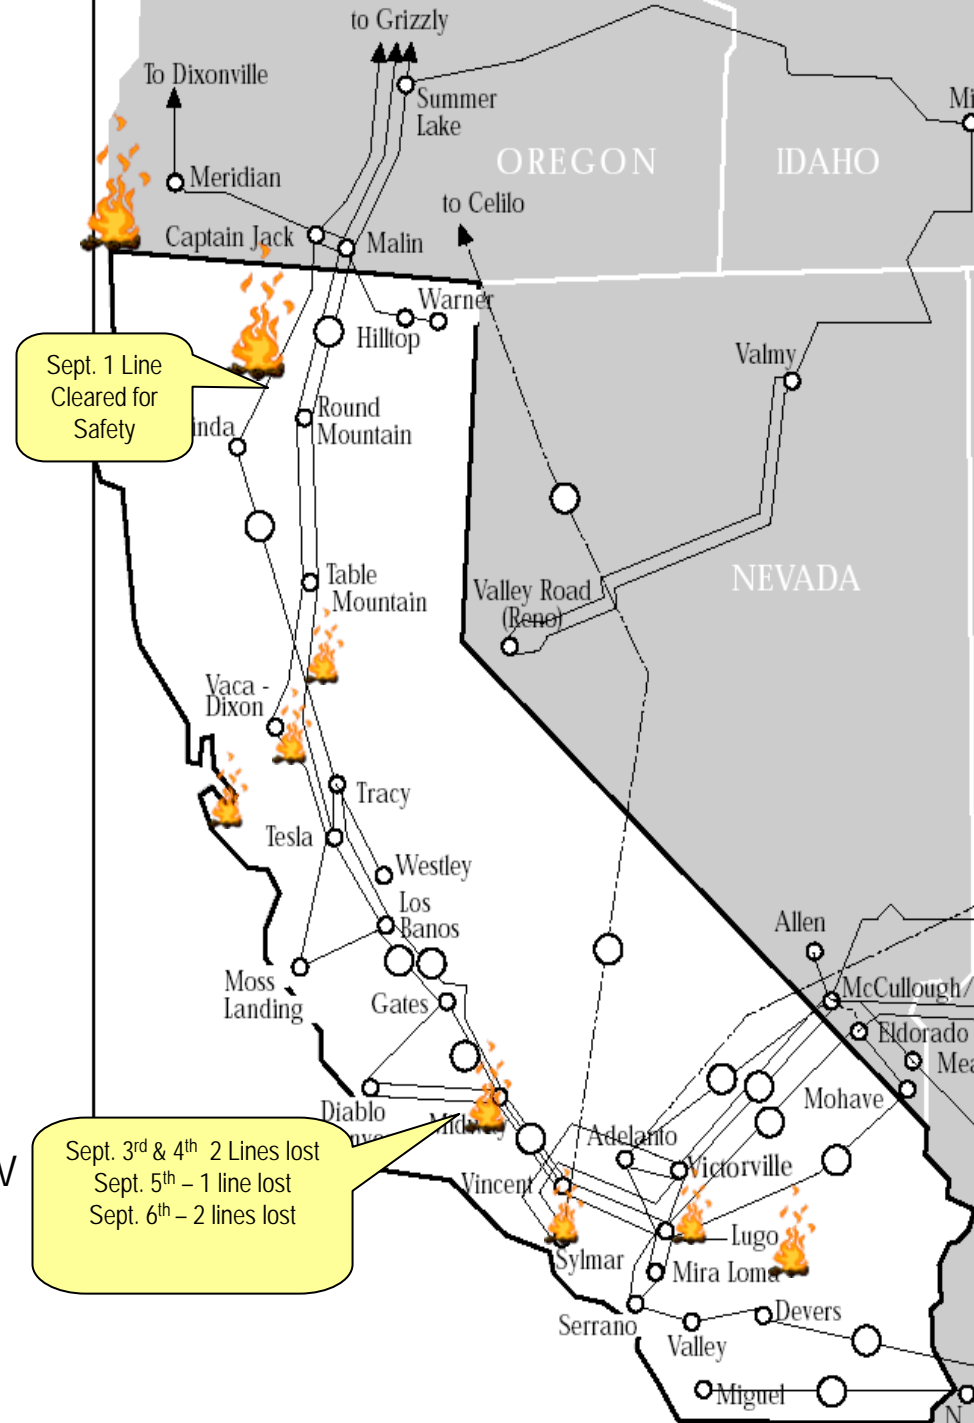 to Grizzly
To Dixonville
Summer
Lake
Mi
OREGON
IDAHO
Meridian
to Celilo
Captain Jack
Malin
Warner
Hilltop
Sept. 1 Line
Cleared for
Safety
Valmy
inda
Round
Mountain
Table
Mountain
Valley Road
(Reno)
NEVADA
Vaca -
Dixon
Tracy
Tesla
Westley
Los
Banos
Allen
Moss
Landing
Gates
McCullough/
Eldorado
Mea
Mohave
Diablo
Midway
Adelanto
Victorville
Sept. 3rd & 4th 2 Lines lost
Sept. 5th – 1 line lost
Sept. 6th – 2 lines lost
Vincent
Lugo
Sylmar
Mira Loma
Serrano
Devers
Valley
Miguel
N